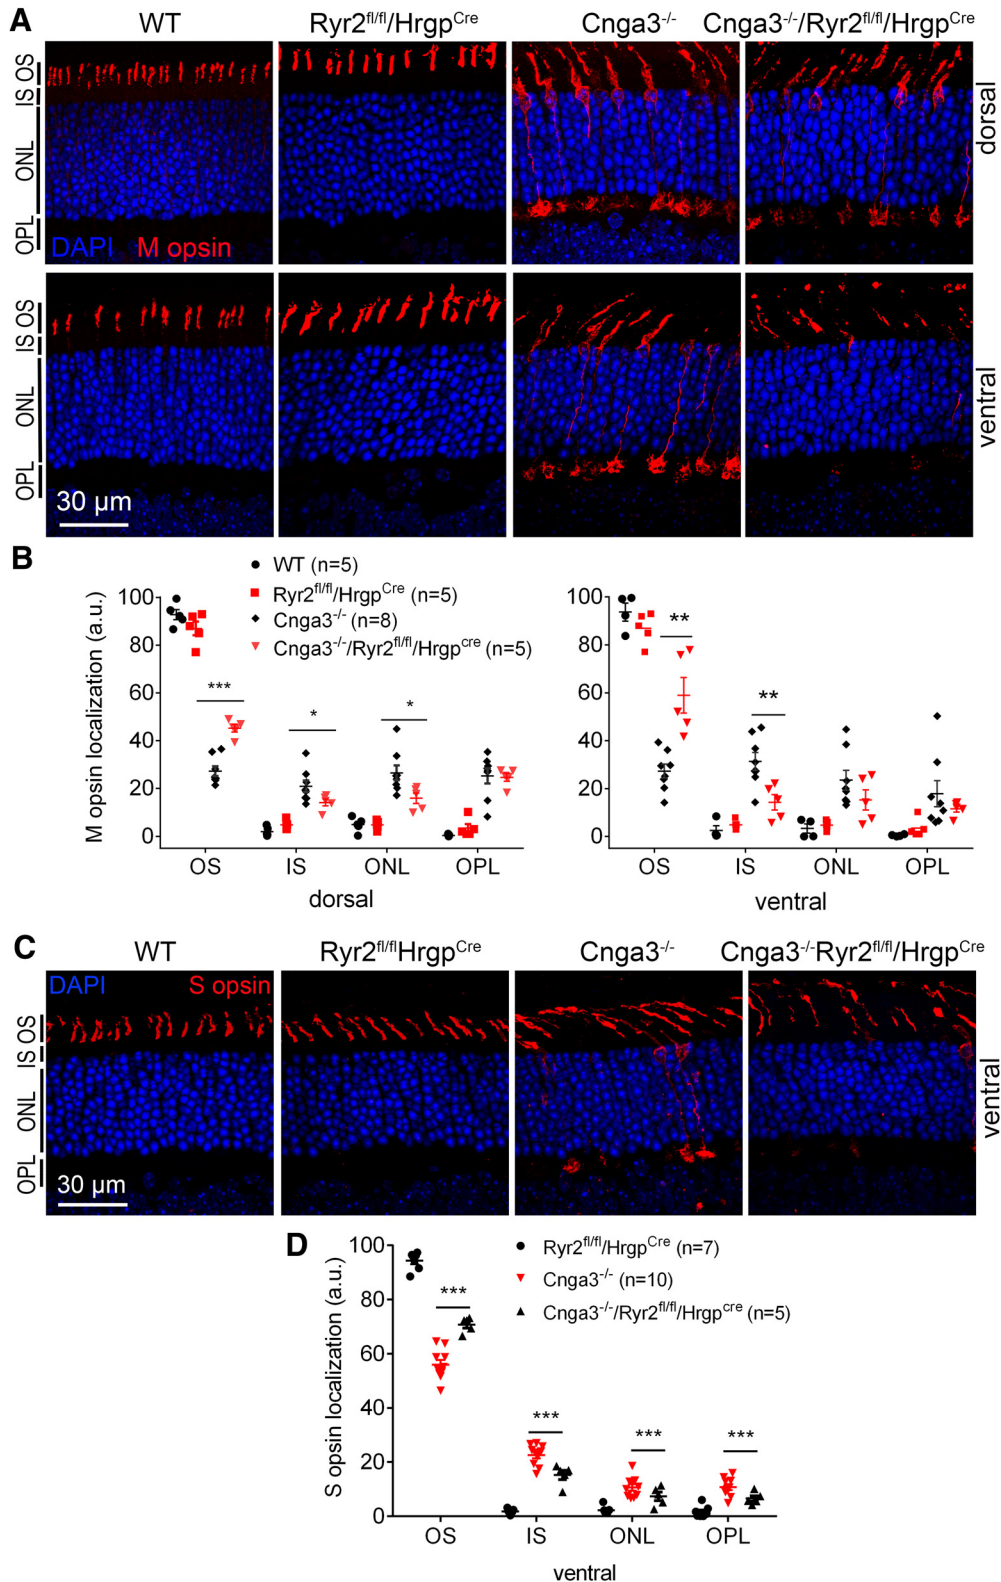 A
WT
Ryr2fl/fl/HrgpCre
Cnga3-/-
Cnga3-/-/Ryr2fl/fl/HrgpCre
OS
IS
ONL
OPL
DAPI
M opsin
dorsal
OS
IS
ONL
OPL
30 µm
ventral
B
WT (n=5)
Ryr2fl/fl/HrgpCre (n=5)
Cnga3-/- (n=8)
Cnga3-/-/Ryr2fl/fl/Hrgpcre (n=5)
M opsin localization (a.u.)
100
80
60
40
20
0
***
*
*
OS
IS
ONL
OPL
dorsal
100
80
60
40
20
0
**
**
OS
IS
ONL
OPL
ventral
C
WT
Ryr2fl/flHrgpCre
Cnga3-/-
Cnga3-/-Ryr2fl/fl/HrgpCre
DAPI
S opsin
OS
IS
ONL
OPL
30 µm
ventral
D
Ryr2fl/fl/HrgpCre (n=7)
Cnga3-/- (n=10)
Cnga3-/-/Ryr2fl/fl/Hrgpcre (n=5)
S opsin localization (a.u.)
100
80
60
40
20
0
***
***
***
***
OS
IS
ONL
OPL
ventral